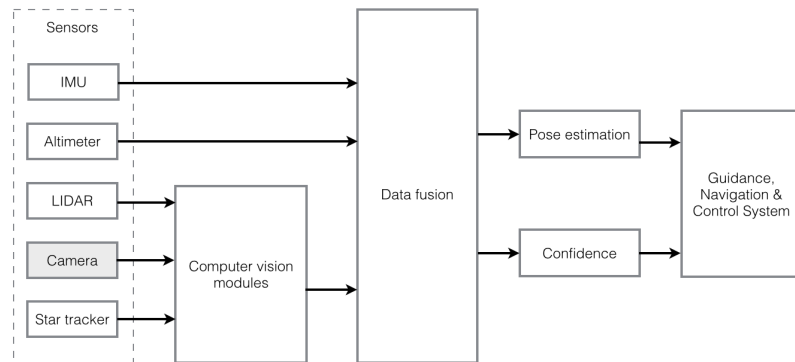 Sensors
IMU
Altimeter
LIDAR
Camera
Star tracker
Computer vision
modules
Data fusion
Pose estimation
Confidence
Guidance,
Navigation &
Control System